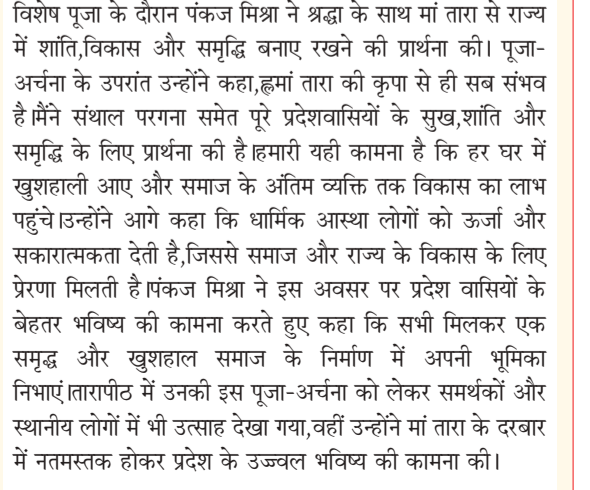 विशेष पूजा के दौरान पंकज मिश्रा ने श्रद्धा के साथ मां तारा से राज्य
में शांति,विकास और समृद्धि बनाए रखने की प्रार्थना की। पूजा-
अर्चना के उपरांत उन्होंने कहा,ह्लमां तारा की कृपा से ही सब संभव
है।मैंने संथाल परगना समेत पूरे प्रदेशवासियों के सुख,शांति और
समृद्धि के लिए प्रार्थना की है।हमारी यही कामना है कि हर घर में
खुशहाली आए और समाज के अंतिम व्यक्ति तक विकास का लाभ
पहुंचे।उन्होंने आगे कहा कि धार्मिक आस्था लोगों को ऊर्जा और
सकारात्मकता देती है,जिससे समाज और राज्य के विकास के लिए
प्रेरणा मिलती है।पंकज मिश्रा ने इस अवसर पर प्रदेश वासियों के
बेहतर भविष्य की कामना करते हुए कहा कि सभी मिलकर एक
समृद्ध और खुशहाल समाज के निर्माण में अपनी भूमिका
निभाएं।तारापीठ में उनकी इस पूजा-अर्चना को लेकर समर्थकों और
स्थानीय लोगों में भी उत्साह देखा गया,वहीं उन्होंने मां तारा के दरबार
में नतमस्तक होकर प्रदेश के उज्ज्वल भविष्य की कामना की।